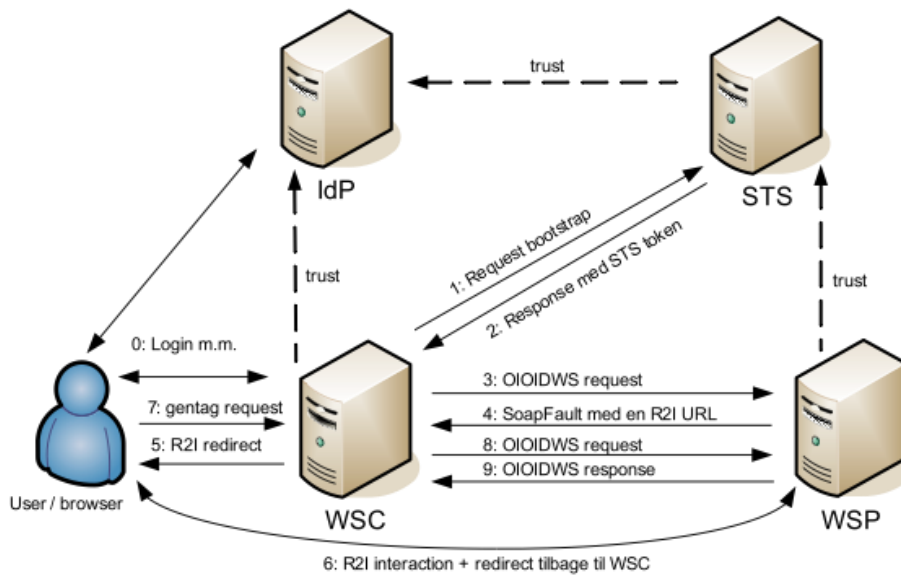 trust
IdP
STS
1: Request bootstrap
2: Response med STS token
trust
trust
0: Login m.m.
3: OIOIDWS request
7: gentag request
4: SoapFault med en R2I URL
5: R2I redirect
8: OIOIDWS request
9: OIOIDWS response
User / browser
WSC
WSP
6: R2I interaction + redirect tilbage til WSC